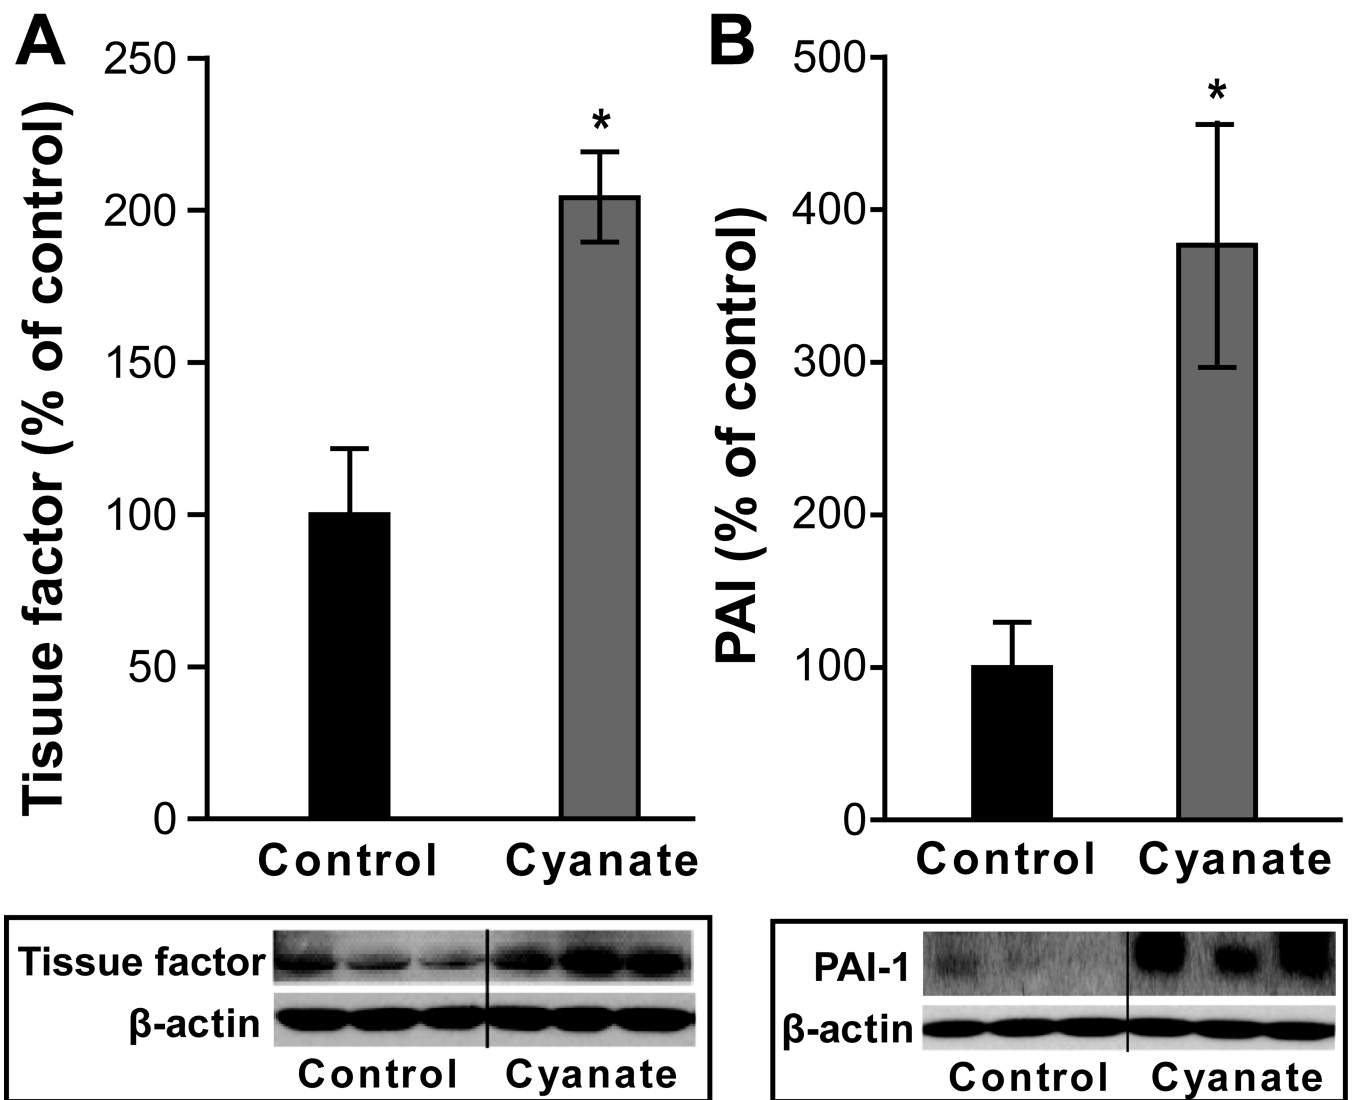 A
Tisuue factor (% of control)
250
200
150
100
50
0
*
Control Cyanate
Tissue factor
β-actin
Control Cyanate
B
PAI (% of control)
500
400
300
200
100
0
*
Control Cyanate
PAI-1
β-actin
Control Cyanate